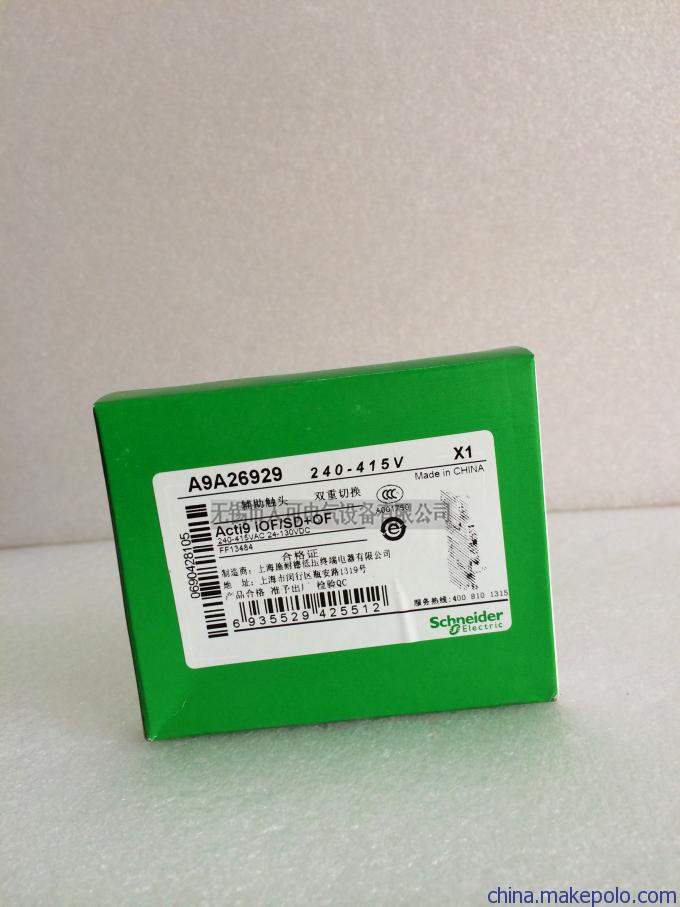 A9A26929 240-415V X1
Made in CHINA
辅助触头 双重切换
CCC
A001750
Acti9 iOF/SD+OF
240-415VAC 24-130VDC
FF13484
合格证
制造商：上海施耐德低压终端电器有限公司
地 址：上海市闵行区瓶安路1319号
产品合格 准予出厂 检验QC
6 935529 425512
服务热线:400 810 1315
Schneider
Electric
0690428105
电气设备有限公司
china.makepolo.com